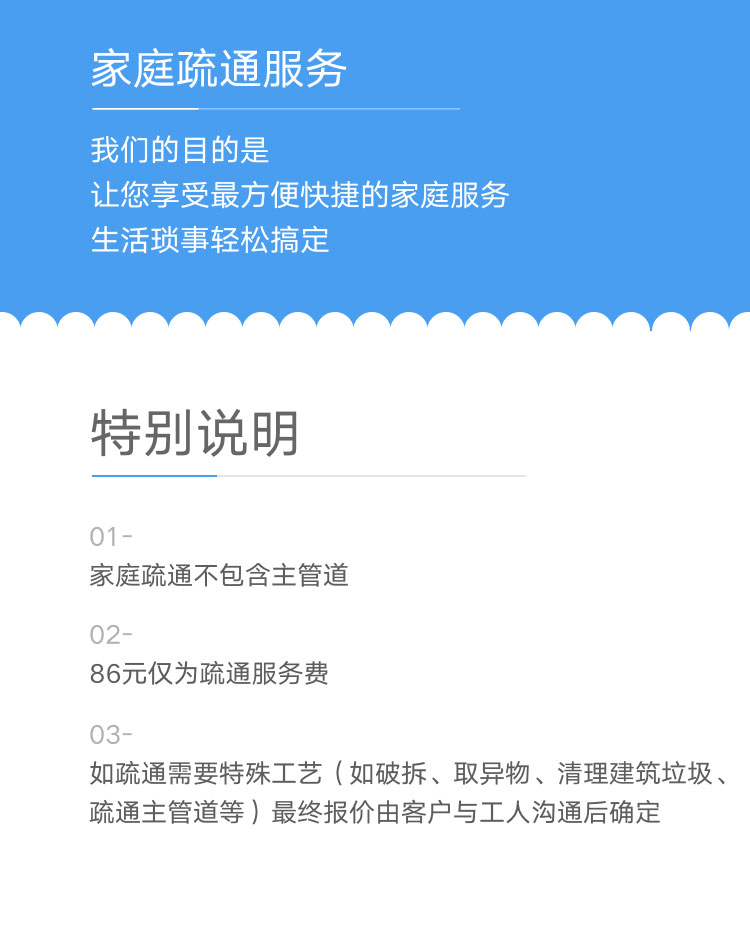 家庭疏通服务
我们的目的是
让您享受最方便快捷的家庭服务
生活琐事轻松搞定
特别说明
01-
家庭疏通不包含主管道
02-
86元仅为疏通服务费
03-
如疏通需要特殊工艺（如破拆、取异物、清理建筑垃圾、
疏通主管道等）最终报价由客户与工人沟通后确定